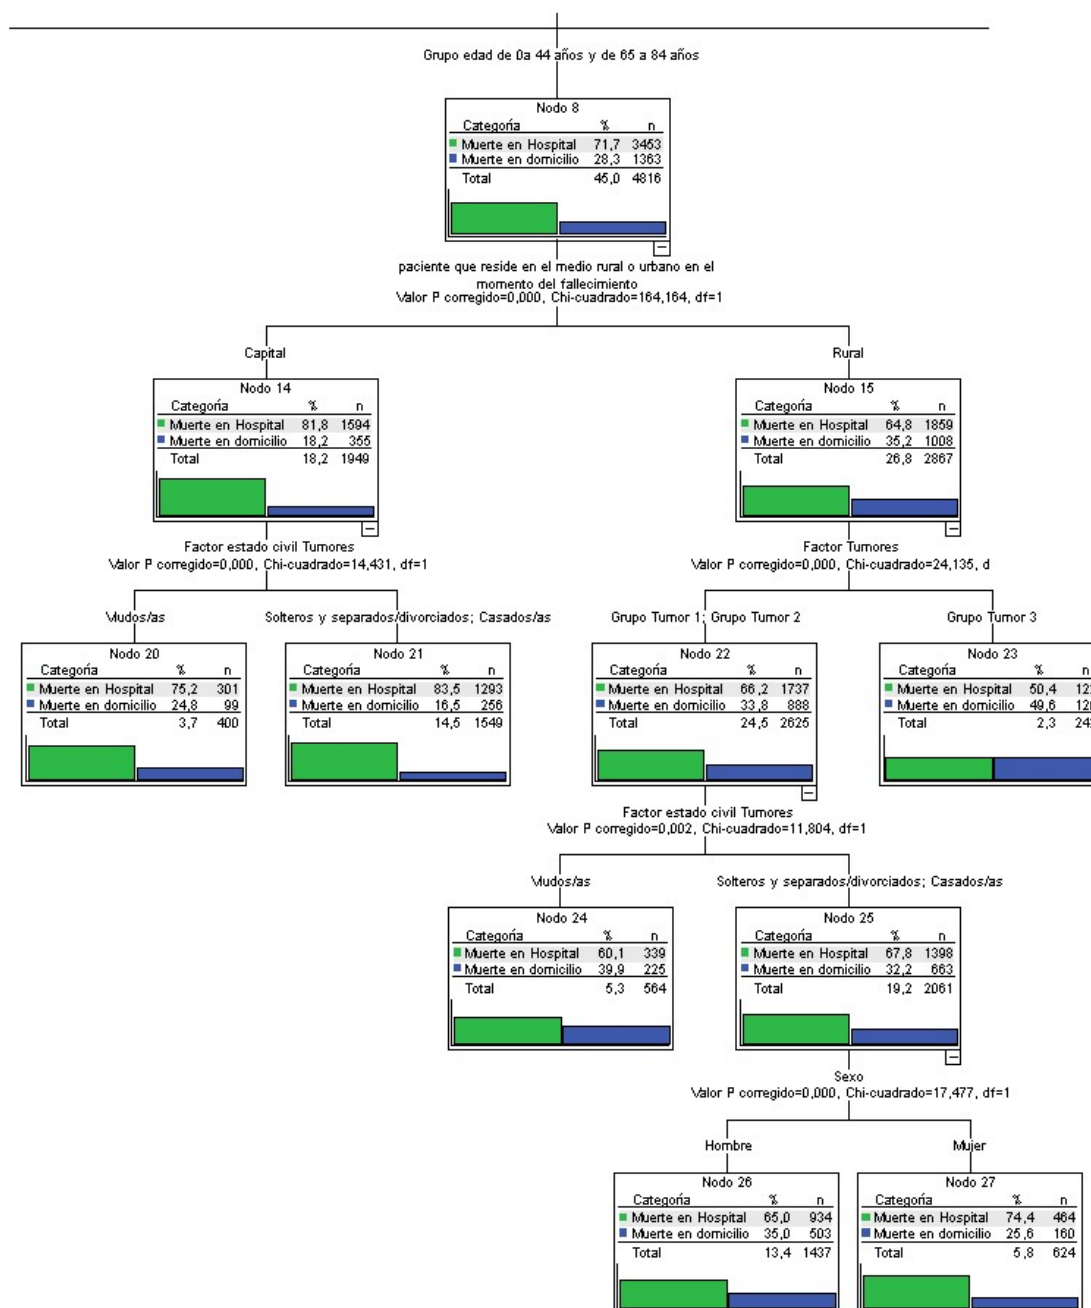 Grupo edad de 0a 44 años y de 65 a 84 años
Nodo 8
Categoría % n
Muerte en Hospital 71,7 3453
Muerte en domicilio 28,3 1363
Total 45,0 4816
paciente que reside en el medio rural o urbano en el
momento del fallecimiento
Valor P corregido=0,000, Chi-cuadrado=164,164, df=1
Capital
Rural
Nodo 14
Categoría % n
Muerte en Hospital 81,8 1594
Muerte en domicilio 18,2 355
Total 18,2 1949
Nodo 15
Categoría % n
Muerte en Hospital 64,8 1859
Muerte en domicilio 35,2 1008
Total 26,8 2867
Factor estado civil Tumores
Valor P corregido=0,000, Chi-cuadrado=14,431, df=1
Factor Tumores
Valor P corregido=0,000, Chi-cuadrado=24,135, d
Viudos/as
Solteros y separados/divorciados; Casados/as
Grupo Tumor 1; Grupo Tumor 2
Grupo Tumor 3
Nodo 20
Categoría % n
Muerte en Hospital 75,2 301
Muerte en domicilio 24,8 99
Total 3,7 400
Nodo 21
Categoría % n
Muerte en Hospital 83,5 1293
Muerte en domicilio 16,5 256
Total 14,5 1549
Nodo 22
Categoría % n
Muerte en Hospital 66,2 1737
Muerte en domicilio 33,8 888
Total 24,5 2625
Nodo 23
Categoría % n
Muerte en Hospital 50,4
Muerte en domicilio 49,6
Total 2,3
Factor estado civil Tumores
Valor P corregido=0,002, Chi-cuadrado=11,804, df=1
Viudos/as
Solteros y separados/divorciados; Casados/as
Nodo 24
Categoría % n
Muerte en Hospital 60,1 339
Muerte en domicilio 39,9 225
Total 5,3 564
Nodo 25
Categoría % n
Muerte en Hospital 67,8 1398
Muerte en domicilio 32,2 663
Total 19,2 2061
Sexo
Valor P corregido=0,000, Chi-cuadrado=17,477, df=1
Hombre
Mujer
Nodo 26
Categoría % n
Muerte en Hospital 65,0 934
Muerte en domicilio 35,0 503
Total 13,4 1437
Nodo 27
Categoría % n
Muerte en Hospital 74,4 464
Muerte en domicilio 25,6 160
Total 5,8 624